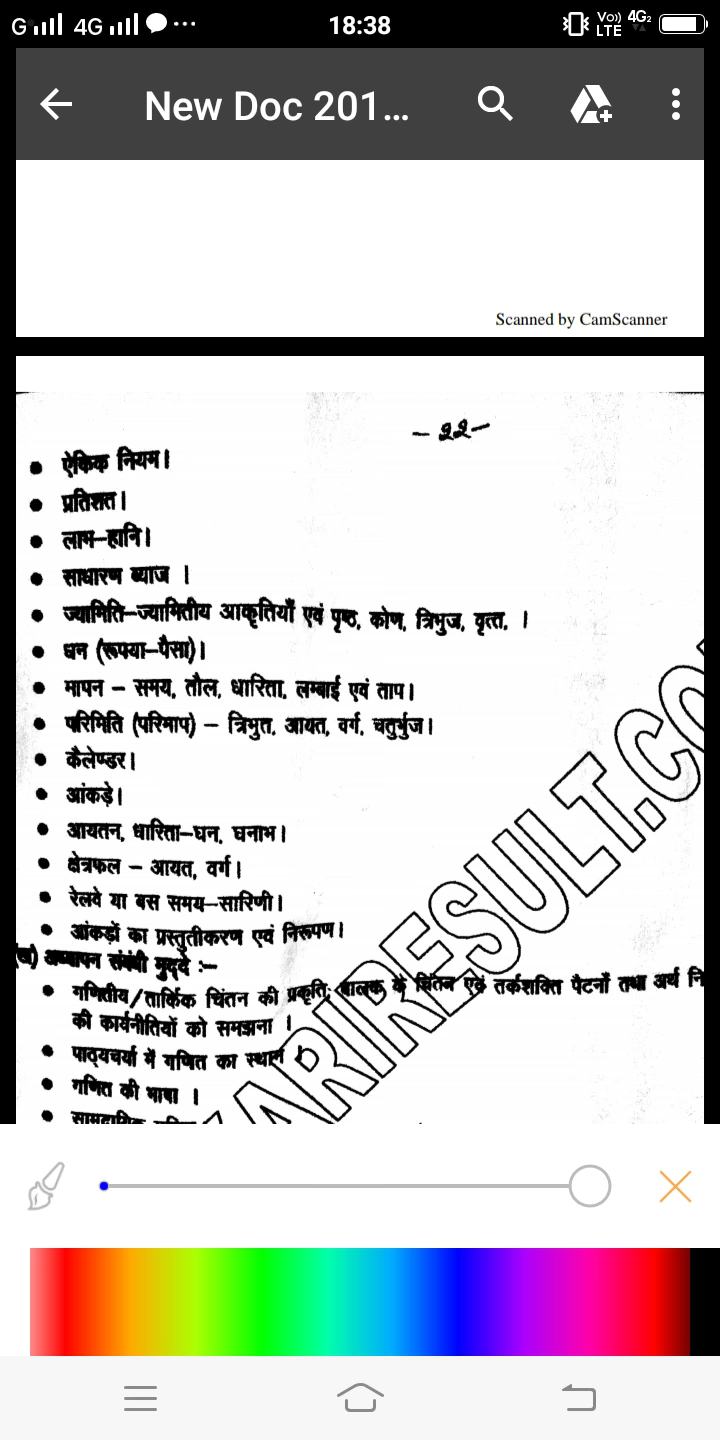 G 4G 18:38 Vo)) LTE 4G2
New Doc 201...
Scanned by CamScanner
– २२–
• ऐकिक नियम।
• प्रतिशत।
• लाभ–हानि।
• साधारण ब्याज ।
• ज्यामिति–ज्यामितीय आकृतियाँ एवं पृष्ठ, कोण, त्रिभुज, वृत्त, ।
• धन (रूपया–पैसा)।
• मापन – समय, तौल, धारिता, लम्बाई एवं ताप।
• परिमिति (परिमाप) – त्रिभुत, आयत, वर्ग, चतुर्भुज।
• कैलेण्डर।
• आंकड़े।
• आयतन, धारिता–घन, घनाभ।
• क्षेत्रफल – आयत, वर्ग।
• रेलवे या बस समय–सारिणी।
• आंकड़ों का प्रस्तुतीकरण एवं निरूपण।
(ख) अध्यापन संबंधी मुद्दे :–
• गणितीय/तार्किक चिंतन की प्रकृति; बालक के चिंतन एवं तर्कशक्ति पैटर्नो तथा अर्थ नि
की कार्यनीतियों को समझना ।
• पाठ्यचर्या में गणित का स्थान ।
• गणित की भाषा ।
ARIRESULT.CO